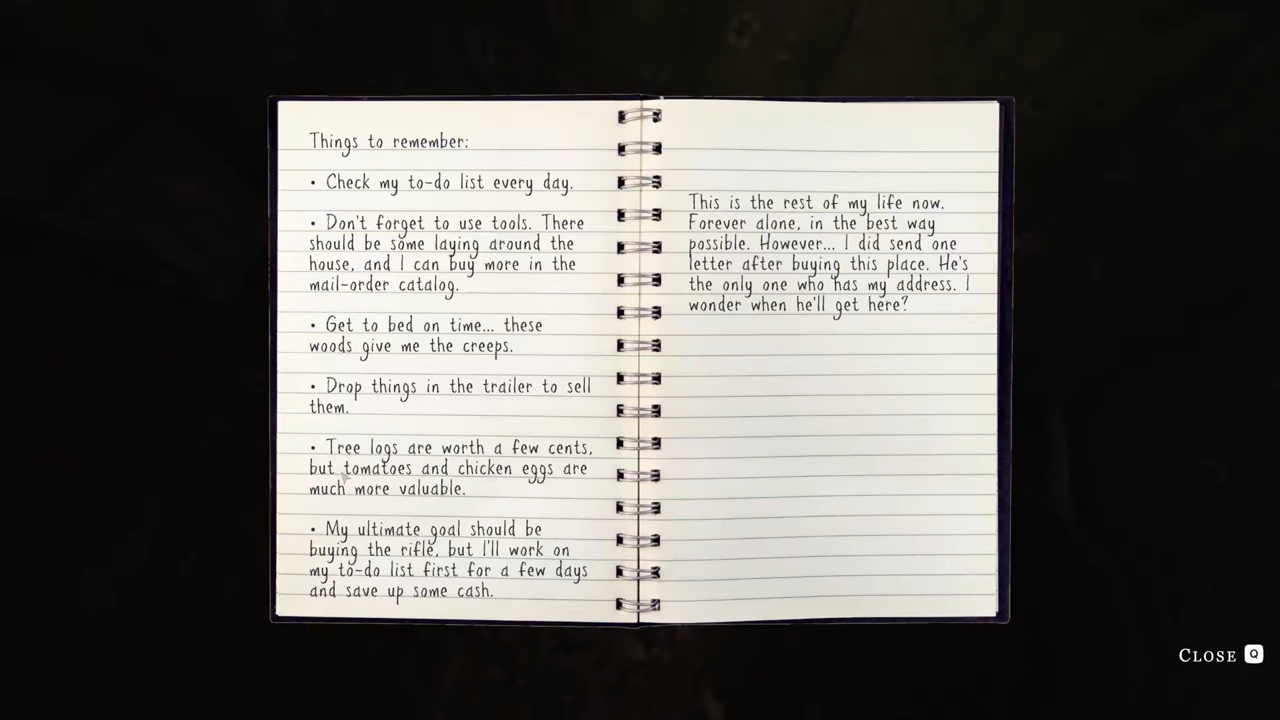 Things to remember:
• Check my to-do list every day.
• Don't forget to use tools. There
should be some laying around the
house, and I can buy more in the
mail-order catalog.
• Get to bed on time... these
woods give me the creeps.
• Drop things in the trailer to sell
them.
• Tree logs are worth a few cents,
but tomatoes and chicken eggs are
much more valuable.
• My ultimate goal should be
buying the rifle, but I'll work on
my to-do list first for a few days
and save up some cash.
This is the rest of my life now.
Forever alone, in the best way
possible. However... I did send one
letter after buying this place. He's
the only one who has my address. I
wonder when he'll get here?
CLOSE Q